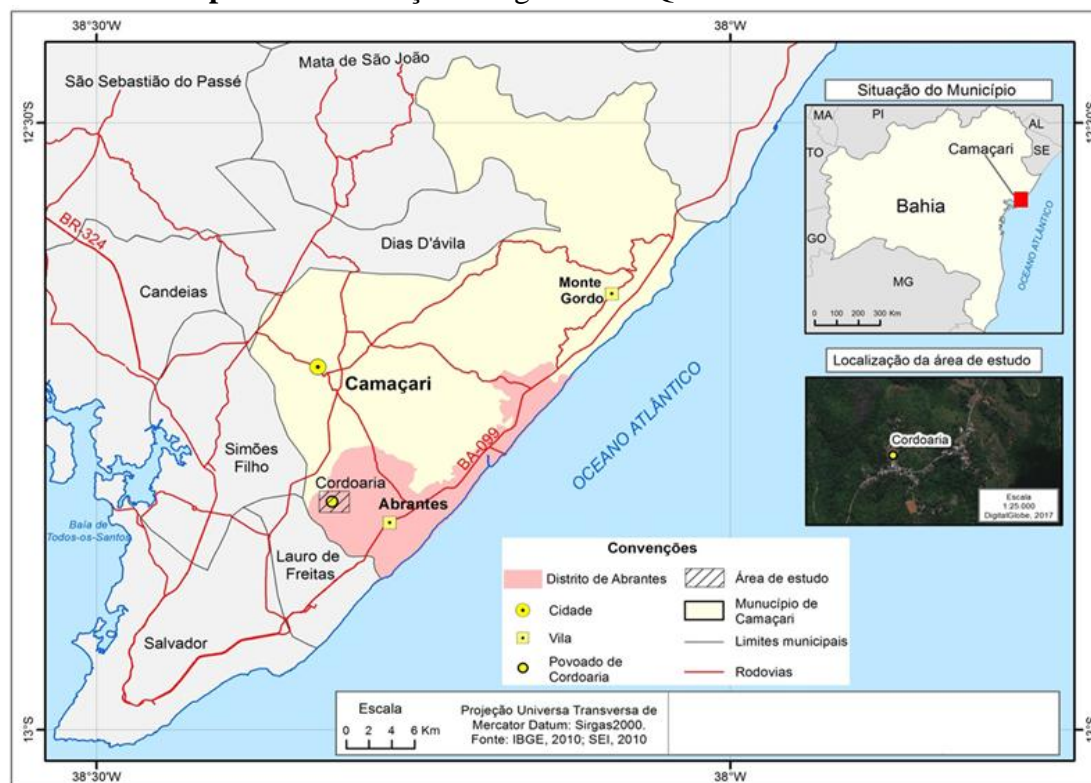 38°30'W
38°W
São Sebastião do Passé
Mata de São João
12°30'S
BR-324
Dias D'ávila
Candeias
Monte
Gordo
Camaçari
OCEANO ATLÂNTICO
BA-099
Simões
Filho
Cordoaria
Abrantes
Baía de
Todos-os-Santos
Lauro de
Freitas
Salvador
13°S
38°30'W
38°W
Situação do Município
MA
PI
AL
SE
TO
Camaçari
Bahia
GO
MG
OCEANO ATLÂNTICO
0 100 200 300 Km
Localização da área de estudo
Cordoaria
Escala
1:25.000
DigitalGlobe, 2017
Convenções
Distrito de Abrantes
Área de estudo
Cidade
Munucípio de
Camaçari
Vila
Limites municipais
Povoado de
Cordoaria
Rodovias
Escala
0 2 4 6 Km
Projeção Universa Transversa de
Mercator Datum: Sirgas2000.
Fonte: IBGE, 2010; SEI, 2010